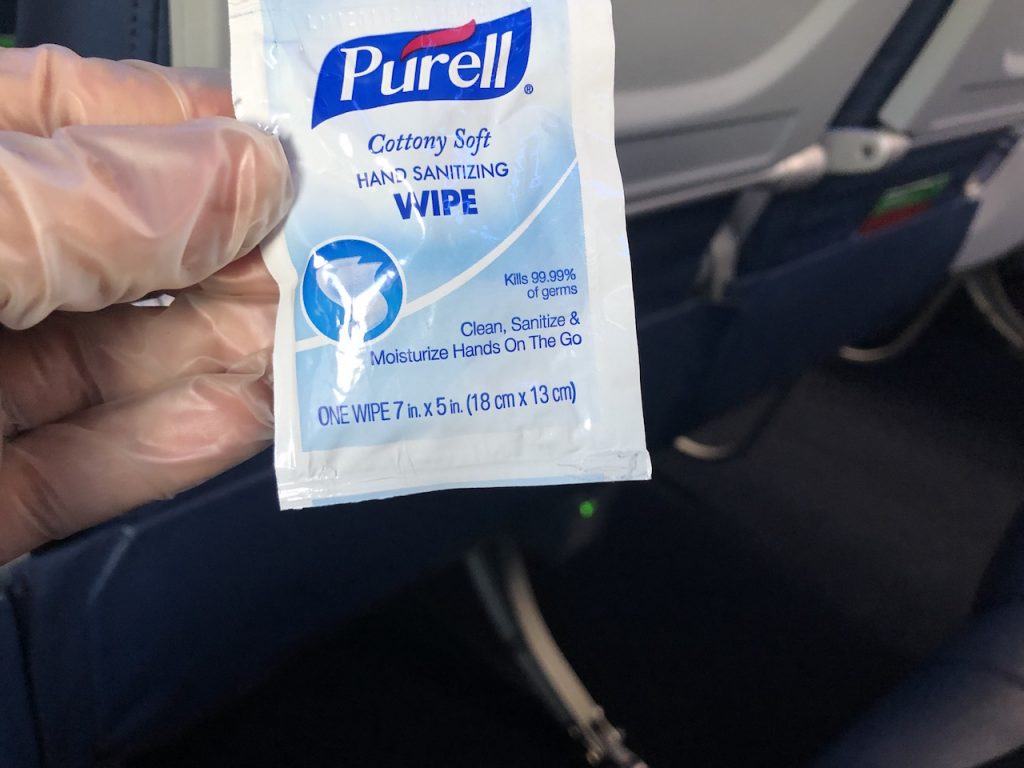 Purell®
Cottony Soft
HAND SANITIZING
WIPE
Kills 99.99%
of germs
Clean, Sanitize &
Moisturize Hands On The Go
ONE WIPE 7 in. x 5 in. (18 cm x 13 cm)